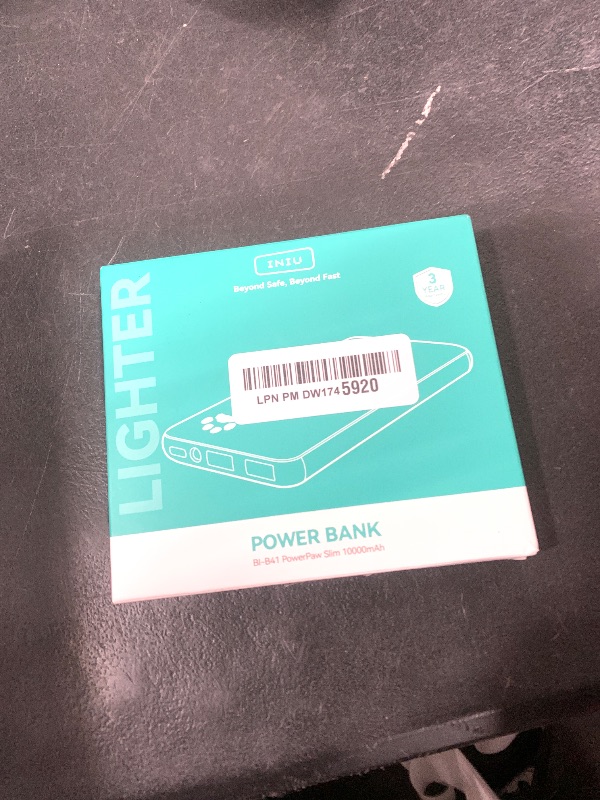 INIU
Beyond Safe, Beyond Fast
3
YEAR
LIGHTER
LPN PM DW1745920
POWER BANK
BI-B41 PowerPaw Slim 10000mAh